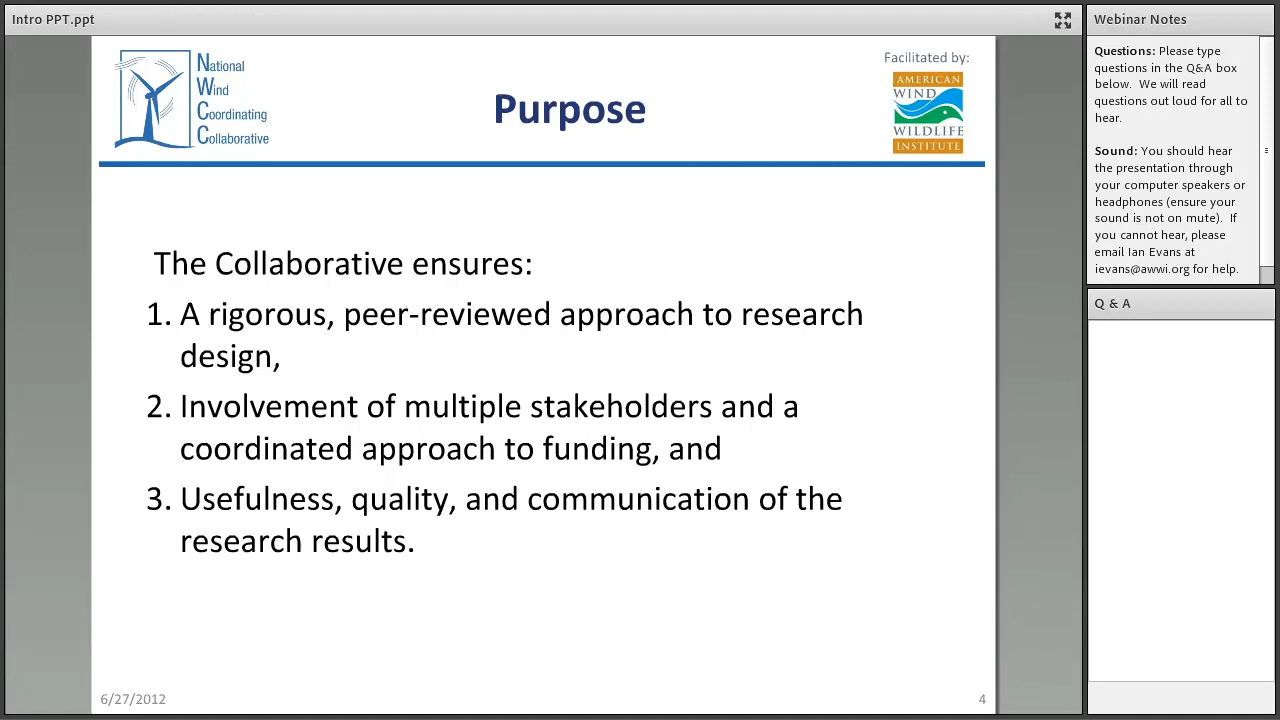 Intro PPT.ppt
National
Wind
Coordinating
Collaborative
Purpose
Facilitated by:
AMERICAN
WIND
WILDLIFE
INSTITUTE
The Collaborative ensures:
1. A rigorous, peer-reviewed approach to research
design,
2. Involvement of multiple stakeholders and a
coordinated approach to funding, and
3. Usefulness, quality, and communication of the
research results.
6/27/2012
4
Webinar Notes
Questions: Please type
questions in the Q&A box
below. We will read
questions out loud for all to
hear.
Sound: You should hear
the presentation through
your computer speakers or
headphones (ensure your
sound is not on mute). If
you cannot hear, please
email Ian Evans at
ievans@awwi.org for help.
Q & A